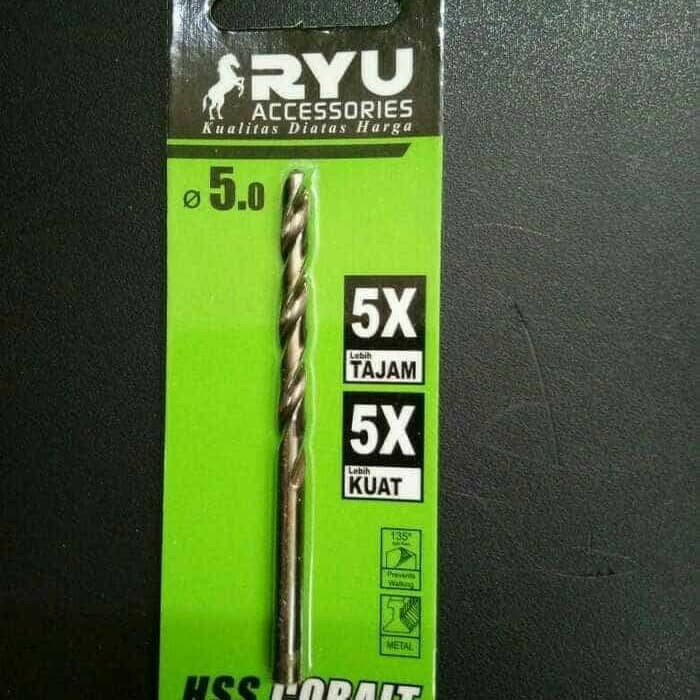 RYU
ACCESSORIES
Kualitas Diatas Harga
ø 5.0
5X
Lebih
TAJAM
5X
Lebih
KUAT
135°
Prevents
Walking
METAL
HSS COBALT